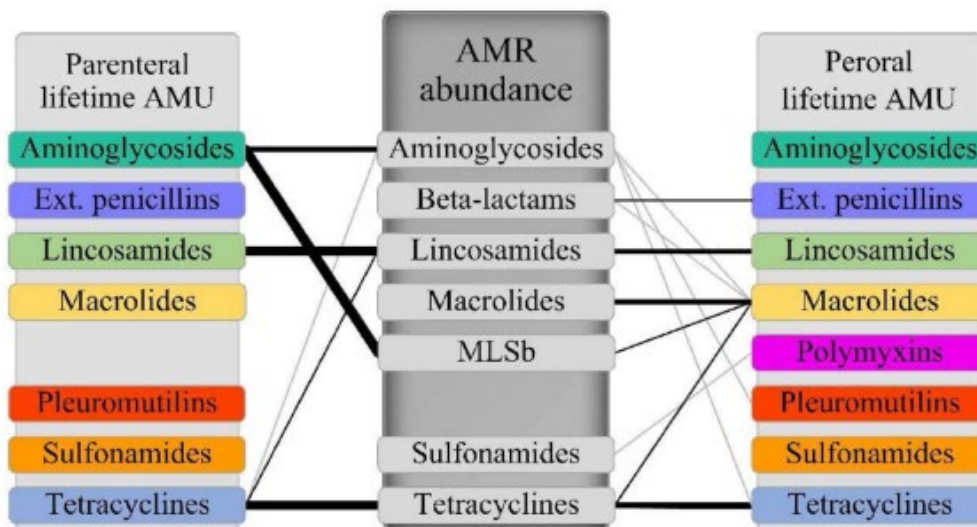 Parenteral
lifetime AMU
Aminoglycosides
Ext. penicillins
Lincosamides
Macrolides
Pleuromutilins
Sulfonamides
Tetracyclines
AMR
abundance
Aminoglycosides
Beta-lactams
Lincosamides
Macrolides
MLSb
Sulfonamides
Tetracyclines
Peroral
lifetime AMU
Aminoglycosides
Ext. penicillins
Lincosamides
Macrolides
Polymyxins
Pleuromutilins
Sulfonamides
Tetracyclines